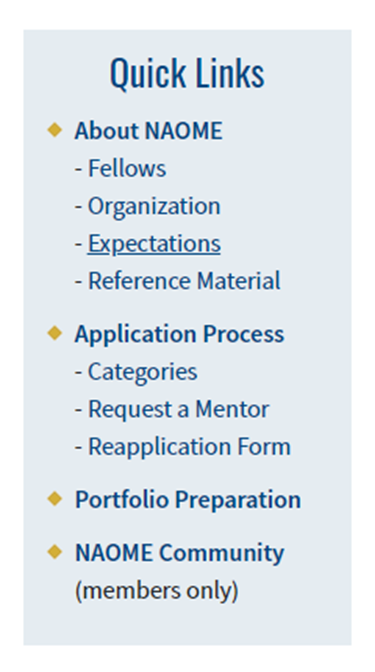 Quick Links
About NAOME
- Fellows
- Organization
- Expectations
- Reference Material
Application Process
- Categories
- Request a Mentor
- Reapplication Form
Portfolio Preparation
NAOME Community
(members only)